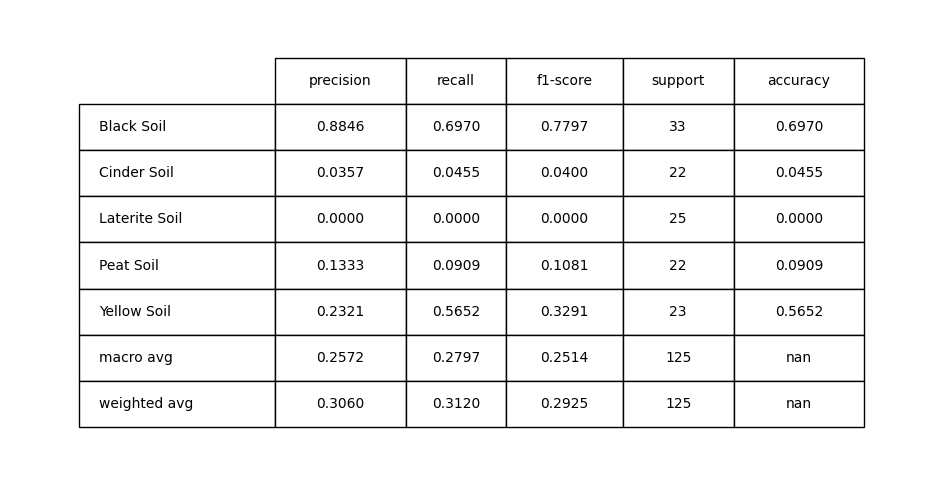 precision recall f1-score support accuracy
Black Soil 0.8846 0.6970 0.7797 33 0.6970
Cinder Soil 0.0357 0.0455 0.0400 22 0.0455
Laterite Soil 0.0000 0.0000 0.0000 25 0.0000
Peat Soil 0.1333 0.0909 0.1081 22 0.0909
Yellow Soil 0.2321 0.5652 0.3291 23 0.5652
macro avg 0.2572 0.2797 0.2514 125 nan
weighted avg 0.3060 0.3120 0.2925 125 nan